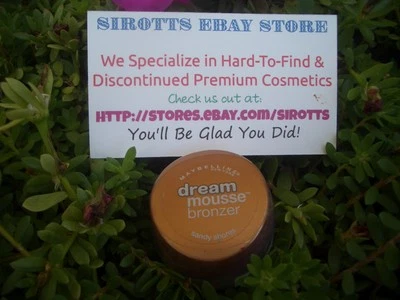 SIROTTS EBAY STORE
We Specialize in Hard-To-Find &
Discontinued Premium Cosmetics
Check us out at:
HTTP://STORES.EBAY.COM/SIROTTS
You'll Be Glad You Did!
MAYBELLINE
dream
mousse™
bronzer